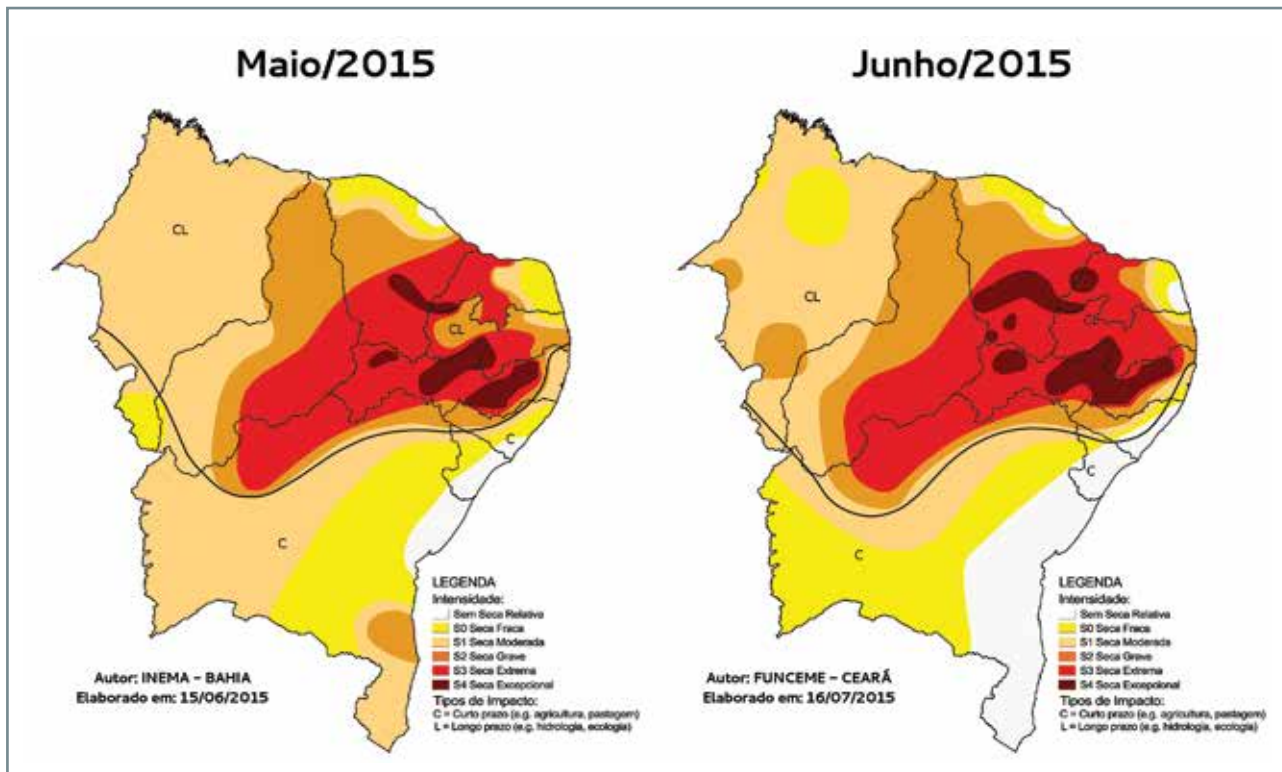 Maio/2015
CL
CL
C
C
LEGENDA
Intensidade:
Sem Seca Relativa
S0 Seca Fraca
S1 Seca Moderada
S2 Seca Grave
S3 Seca Extrema
S4 Seca Excepcional
Tipos de Impacto:
C = Curto prazo (e.g. agricultura, pastagem)
L = Longo prazo (e.g. hidrologia, ecologia)
Autor: INEMA – BAHIA
Elaborado em: 15/06/2015
Junho/2015
CL
CL
C
C
LEGENDA
Intensidade:
Sem Seca Relativa
S0 Seca Fraca
S1 Seca Moderada
S2 Seca Grave
S3 Seca Extrema
S4 Seca Excepcional
Tipos de Impacto:
C = Curto prazo (e.g. agricultura, pastagem)
L = Longo prazo (e.g. hidrologia, ecologia)
Autor: FUNCEME – CEARÁ
Elaborado em: 16/07/2015